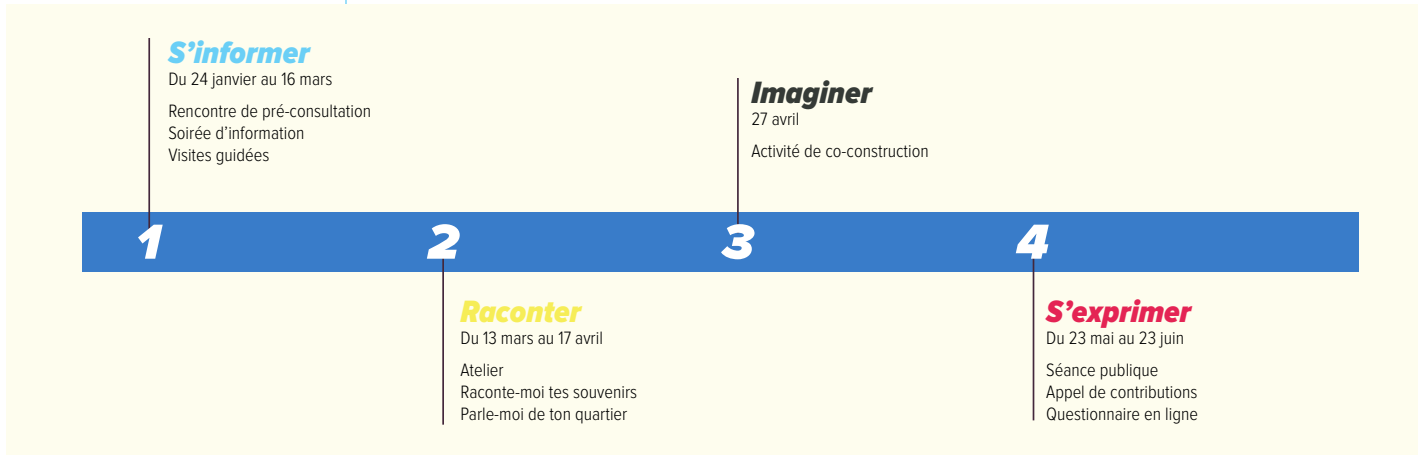 S'informer
Du 24 janvier au 16 mars
Rencontre de pré-consultation
Soirée d'information
Visites guidées
Imaginer
27 avril
Activité de co-construction
1
2
3
4
Raconter
Du 13 mars au 17 avril
Atelier
Raconte-moi tes souvenirs
Parle-moi de ton quartier
S'exprimer
Du 23 mai au 23 juin
Séance publique
Appel de contributions
Questionnaire en ligne